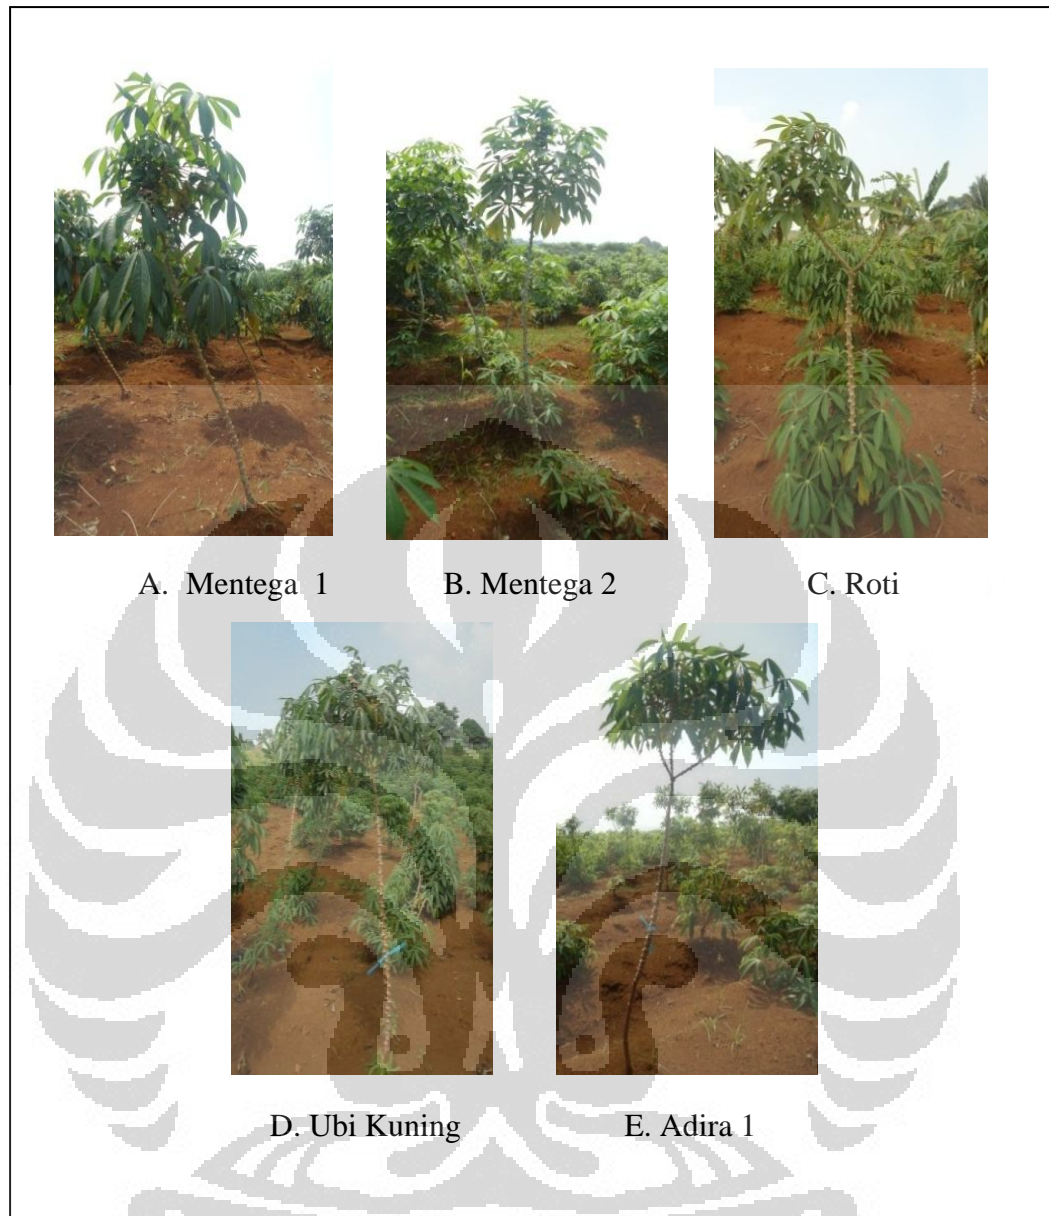 A. Mentega 1
B. Mentega 2
C. Roti
D. Ubi Kuning
E. Adira 1